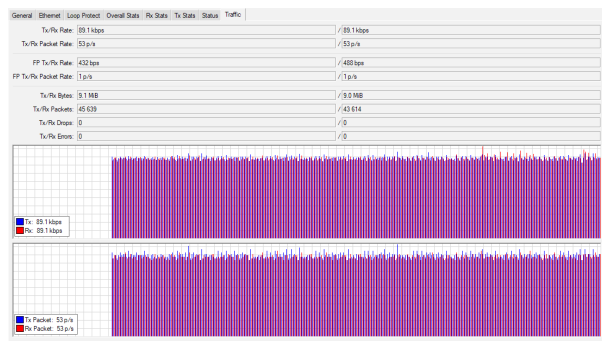 General Ethernet Loop Protect Overall Stats Rx Stats Tx Stats Status Traffic
Tx/Rx Rate: 89.1 kbps / 89.1 kbps
Tx/Rx Packet Rate: 53 p/s / 53 p/s
FP Tx/Rx Rate: 432 bps / 488 bps
FP Tx/Rx Packet Rate: 1 p/s / 1 p/s
Tx/Rx Bytes: 9.1 MiB / 9.0 MiB
Tx/Rx Packets: 45 639 / 43 614
Tx/Rx Drops: 0 / 0
Tx/Rx Errors: 0 / 0
Tx: 89.1 kbps
Rx: 89.1 kbps
Tx Packet: 53 p/s
Rx Packet: 53 p/s